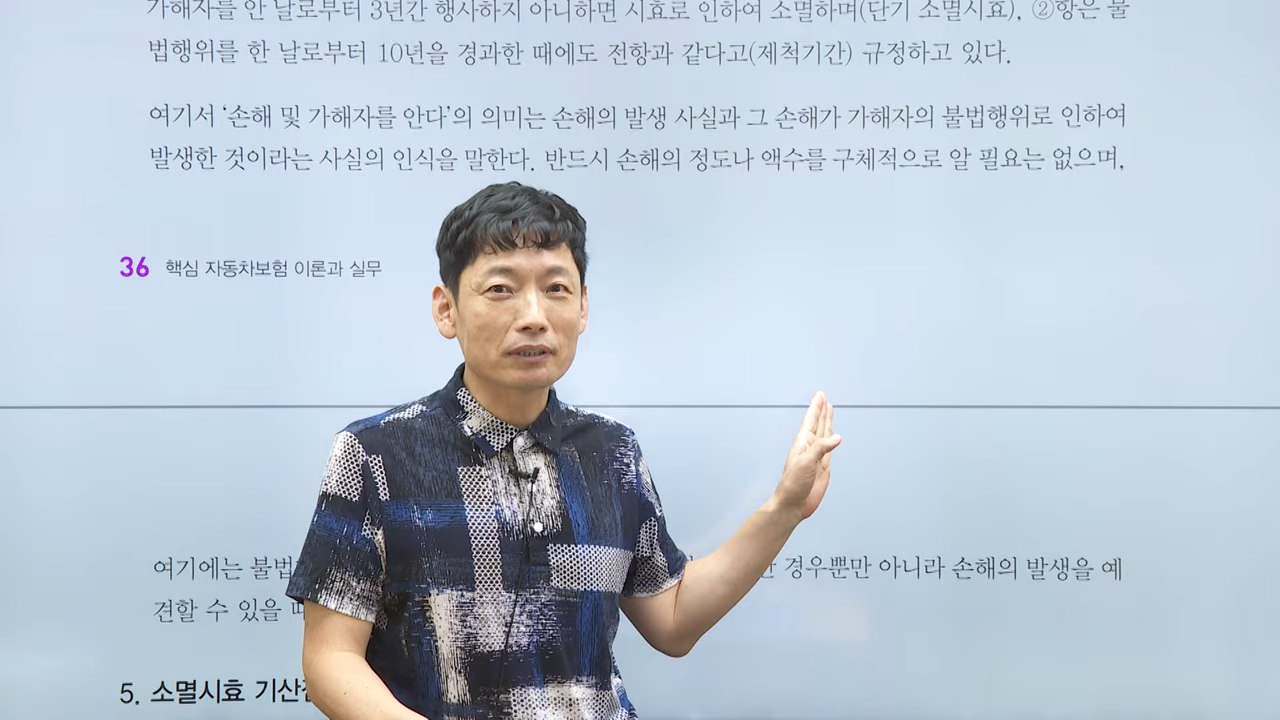 가해자를 안 날로부터 3년간 행사하지 아니하면 시효로 인하여 소멸하며(단기 소멸시효), ②항은 불
법행위를 한 날로부터 10년을 경과한 때에도 전항과 같다고(제척기간) 규정하고 있다.
여기서 ‘손해 및 가해자를 안다’의 의미는 손해의 발생 사실과 그 손해가 가해자의 불법행위로 인하여
발생한 것이라는 사실의 인식을 말한다. 반드시 손해의 정도나 액수를 구체적으로 알 필요는 없으며,
36 핵심 자동차보험 이론과 실무
여기에는 불법 경우뿐만 아니라 손해의 발생을 예
견할 수 있을
5. 소멸시효